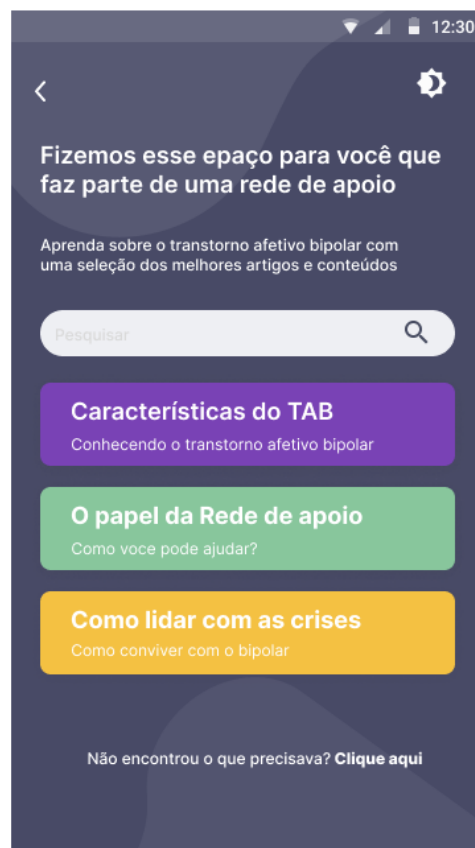 12:30
Fizemos esse epaço para você que
faz parte de uma rede de apoio
Aprenda sobre o transtorno afetivo bipolar com
uma seleção dos melhores artigos e conteúdos
Pesquisar
Características do TAB
Conhecendo o transtorno afetivo bipolar
O papel da Rede de apoio
Como voce pode ajudar?
Como lidar com as crises
Como conviver com o bipolar
Não encontrou o que precisava? Clique aqui